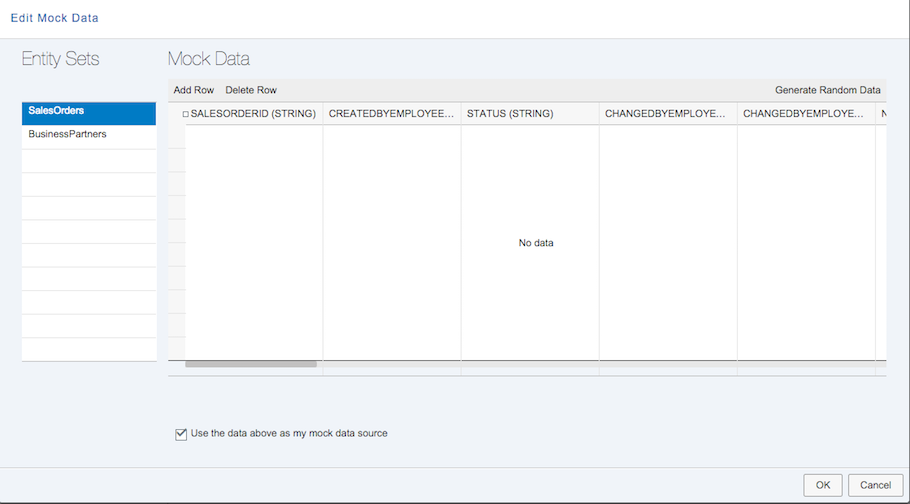 Edit Mock Data
Entity Sets
Mock Data
Add Row Delete Row Generate Random Data
SalesOrders
SALESORDERID (STRING) CREATEDBYEMPLOYEE... STATUS (STRING) CHANGEDBYEMPLOYE... CHANGEDBYEMPLOYE... N
BusinessPartners
No data
Use the data above as my mock data source
OK Cancel